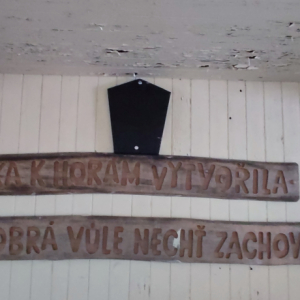 A K HORÁM VYTVOŘILA
OBRÁ VŮLE NECHŤ ZACHOV